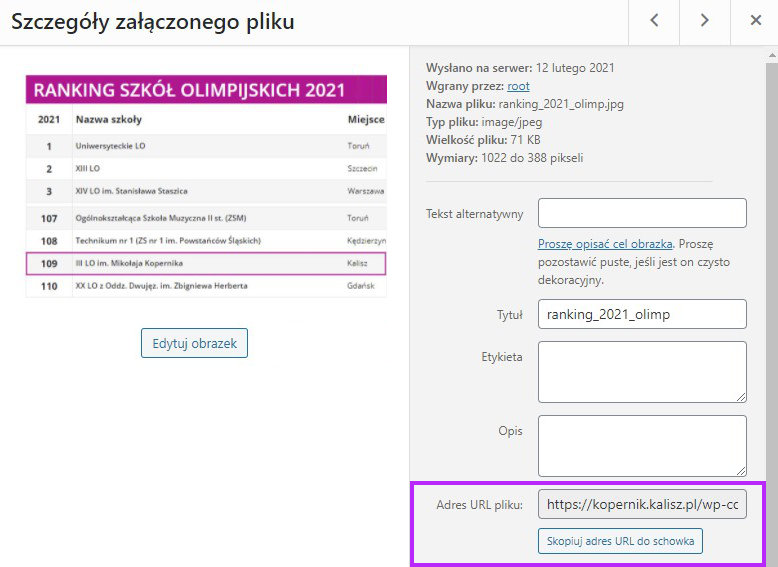 Szczegóły załączonego pliku
RANKING SZKÓŁ OLIMPIJSKICH 2021
2021 Nazwa szkoły Miejsce
1 Uniwersyteckie LO Toruń
2 XIII LO Szczecin
3 XIV LO im. Stanisława Staszica Warszawa
107 Ogólnokształcąca Szkoła Muzyczna II st. (ZSM) Toruń
108 Technikum nr 1 (ZS nr 1 im. Powstańców Śląskich) Kędzierzyn
109 III LO im. Mikołaja Kopernika Kalisz
110 XX LO z Oddz. Dwujęz. im. Zbigniewa Herberta Gdańsk
Edytuj obrazek
Wysłano na serwer: 12 lutego 2021
Wgrany przez: root
Nazwa pliku: ranking_2021_olimp.jpg
Typ pliku: image/jpeg
Wielkość pliku: 71 KB
Wymiary: 1022 do 388 pikseli
Tekst alternatywny
Proszę opisać cel obrazka. Proszę
pozostawić puste, jeśli jest on czysto
dekoracyjny.
Tytuł ranking_2021_olimp
Etykieta
Opis
Adres URL pliku: https://kopernik.kalisz.pl/wp-cc
Skopiuj adres URL do schowka